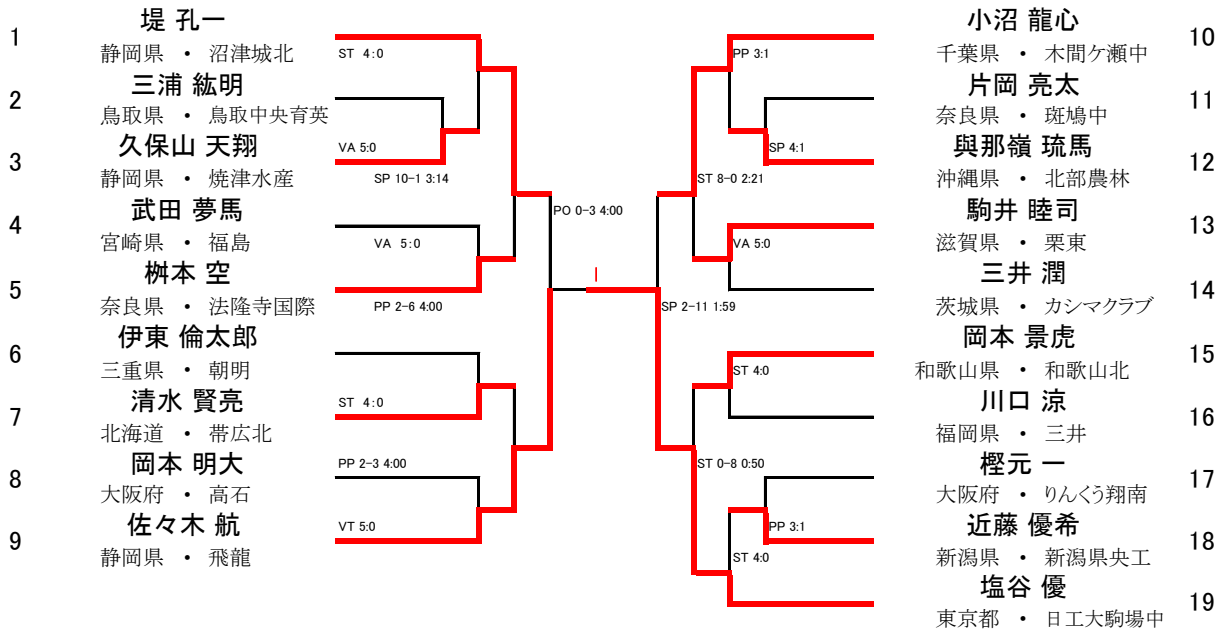 1
堤 孔一
静岡県 ・ 沼津城北
ST 4:0
2
三浦 紘明
鳥取県 ・ 鳥取中央育英
3
久保山 天翔
静岡県 ・ 焼津水産
VA 5:0
SP 10-1 3:14
4
武田 夢馬
宮崎県 ・ 福島
VA 5:0
5
桝本 空
奈良県 ・ 法隆寺国際
PP 2-6 4:00
6
伊東 倫太郎
三重県 ・ 朝明
7
清水 賢亮
北海道 ・ 帯広北
ST 4:0
8
岡本 明大
大阪府 ・ 高石
PP 2-3 4:00
9
佐々木 航
静岡県 ・ 飛龍
VT 5:0
PO 0-3 4:00
小沼 龍心
千葉県 ・ 木間ケ瀬中
10
PP 3:1
片岡 亮太
奈良県 ・ 斑鳩中
11
SP 4:1
與那嶺 琉馬
沖縄県 ・ 北部農林
12
ST 8-0 2:21
駒井 睦司
滋賀県 ・ 栗東
13
VA 5:0
三井 潤
茨城県 ・ カシマクラブ
14
SP 2-11 1:59
岡本 景虎
和歌山県 ・ 和歌山北
15
ST 4:0
川口 涼
福岡県 ・ 三井
16
ST 0-8 0:50
樫元 一
大阪府 ・ りんくう翔南
17
PP 3:1
近藤 優希
新潟県 ・ 新潟県央工
18
ST 4:0
塩谷 優
東京都 ・ 日工大駒場中
19